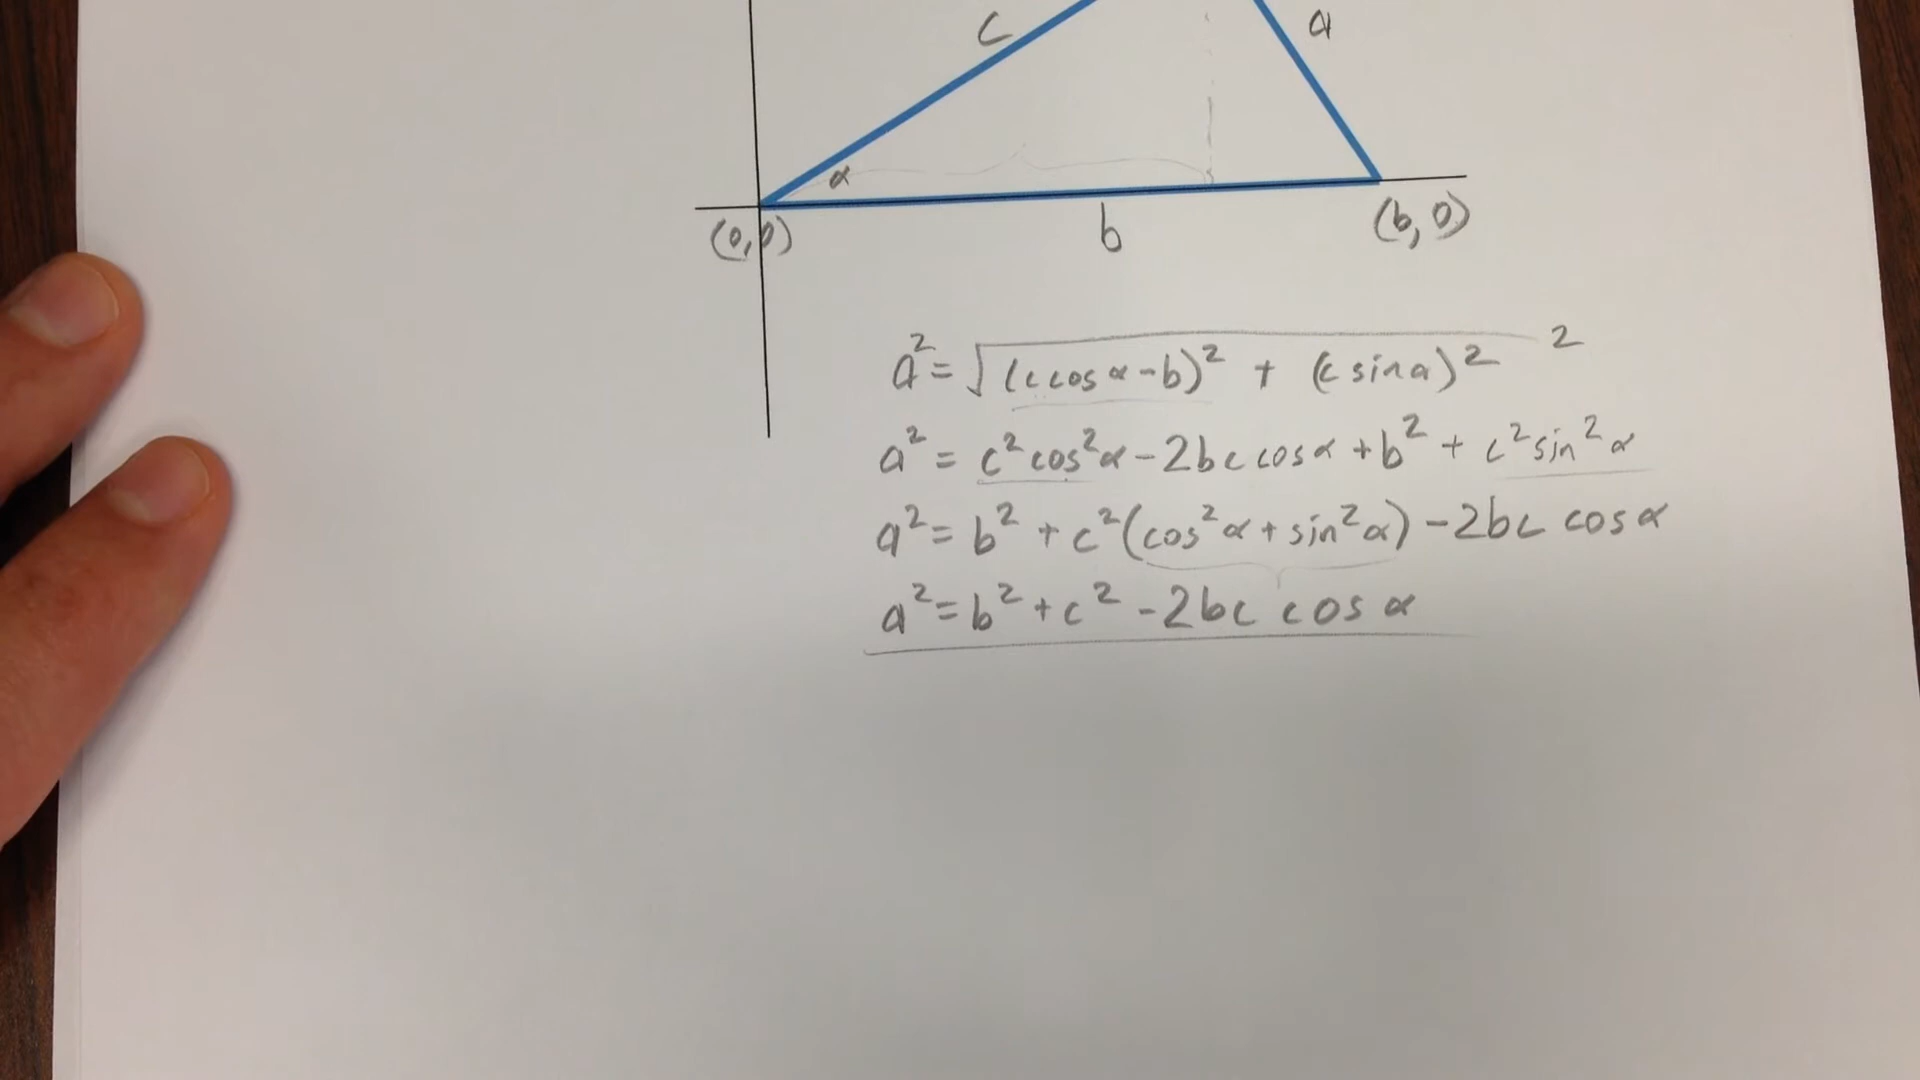 c
a
α
(0,0)
b
(b, 0)
a² = √(c cos α - b)² + (c sin α)² ²
a² = c² cos² α - 2bc cos α + b² + c² sin² α
a² = b² + c² (cos² α + sin² α) - 2bc cos α
a² = b² + c² - 2bc cos α